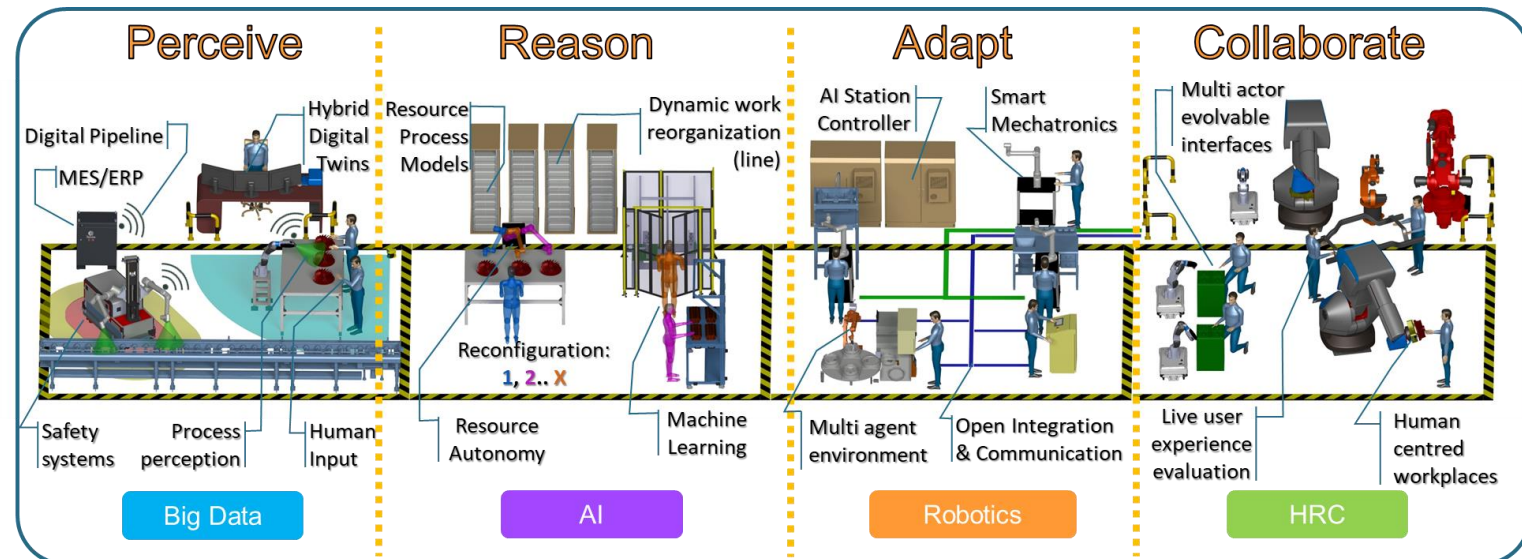 Perceive
Reason
Adapt
Collaborate
Digital Pipeline
MES/ERP
Hybrid
Digital
Twins
Safety
systems
Process
perception
Human
Input
Big Data
Resource
Process
Models
Dynamic work
reorganization
(line)
Reconfiguration:
1, 2.. X
Resource
Autonomy
Machine
Learning
AI
AI Station
Controller
Smart
Mechatronics
Multi agent
environment
Open Integration
& Communication
Robotics
Multi actor
evolvable
interfaces
Live user
experience
evaluation
Human
centred
workplaces
HRC